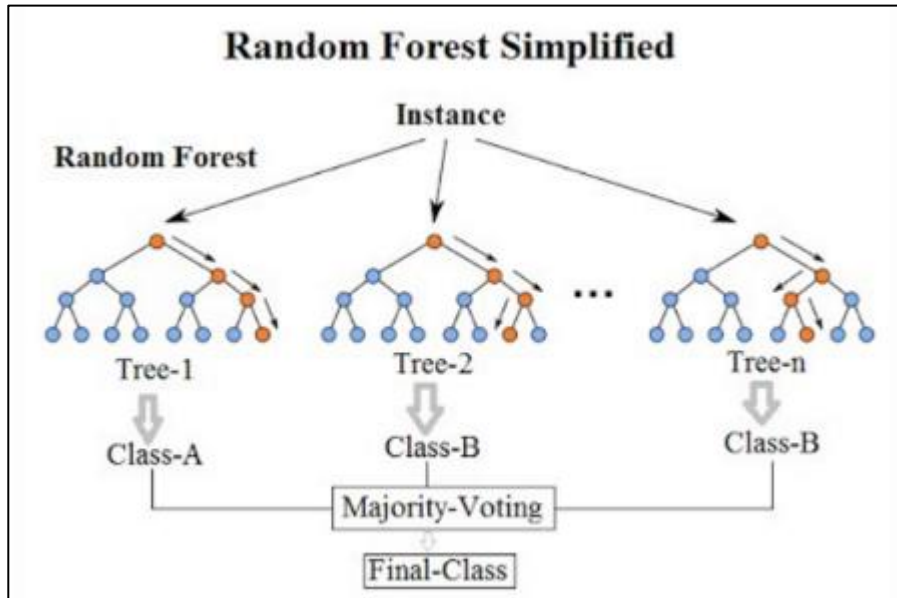 Random Forest Simplified
Instance
Random Forest
...
Tree-1
Tree-2
Tree-n
Class-A
Class-B
Class-B
Majority-Voting
Final-Class